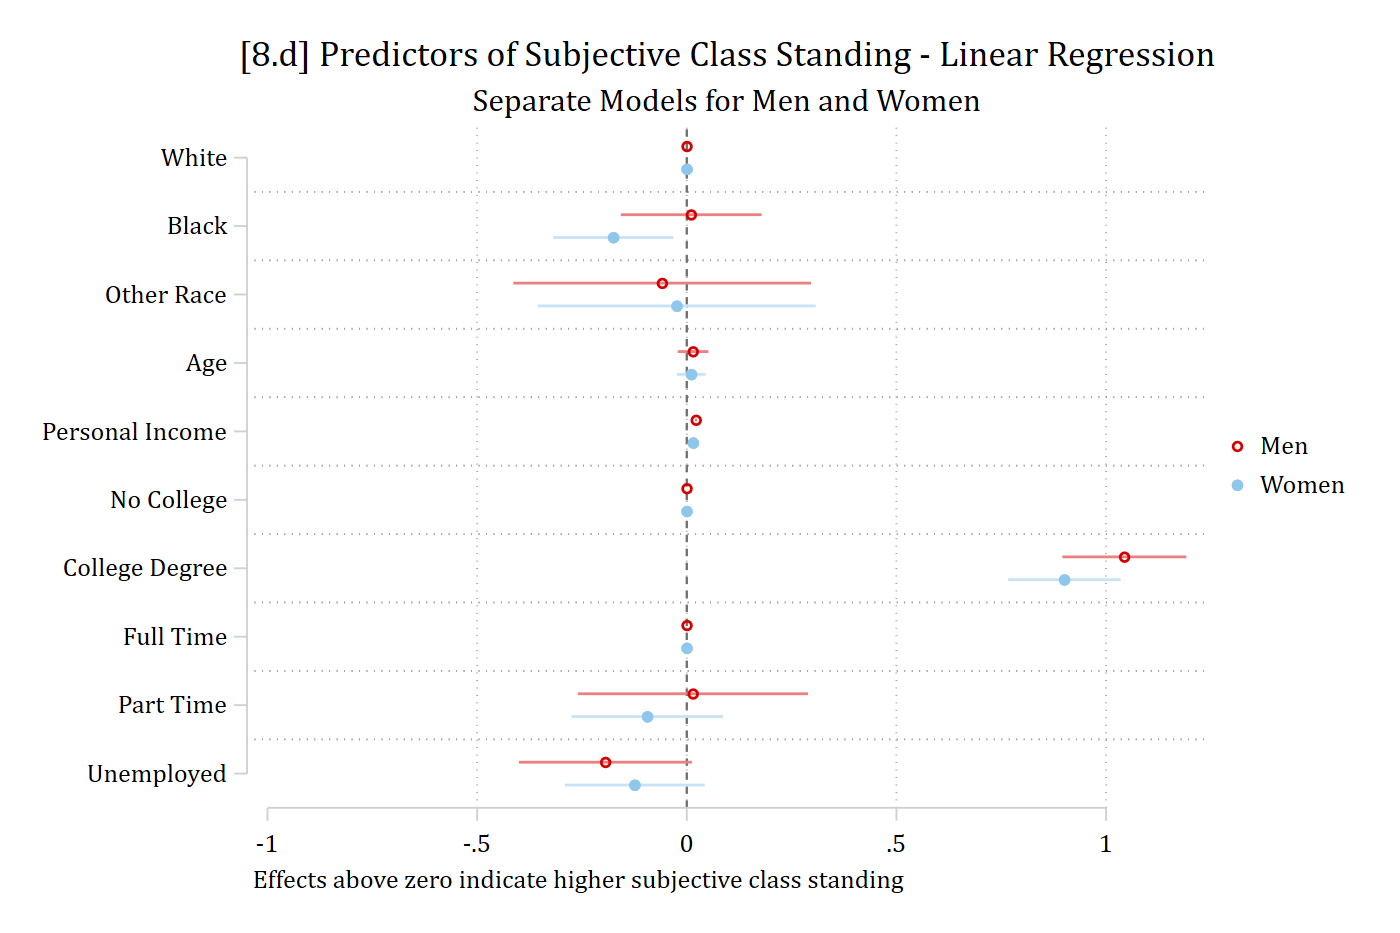 [8.d] Predictors of Subjective Class Standing - Linear Regression
Separate Models for Men and Women
White
Black
Other Race
Age
Personal Income
No College
College Degree
Full Time
Part Time
Unemployed
Men
Women
-1 -.5 0 .5 1
Effects above zero indicate higher subjective class standing